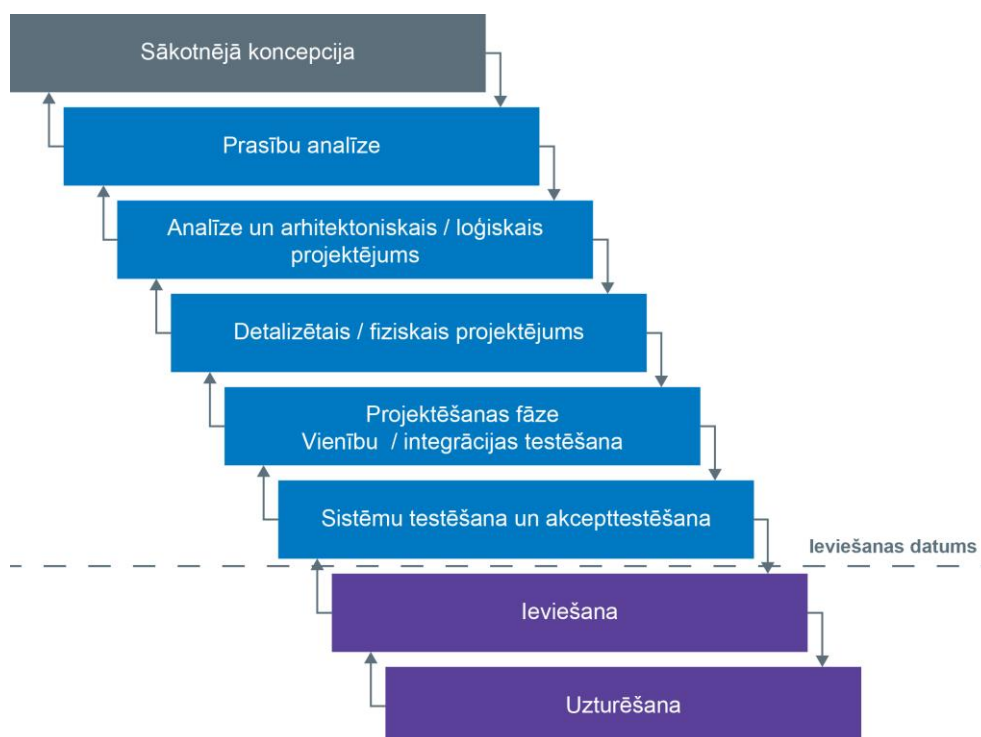 Sākotnējā koncepcija
Prasību analīze
Analīze un arhitektoniskais / loģiskais
projektējums
Detalizētais / fiziskais projektējums
Projektēšanas fāze
Vienību / integrācijas testēšana
Sistēmu testēšana un akcepttestēšana
Ieviešanas datums
Ieviešana
Uzturēšana